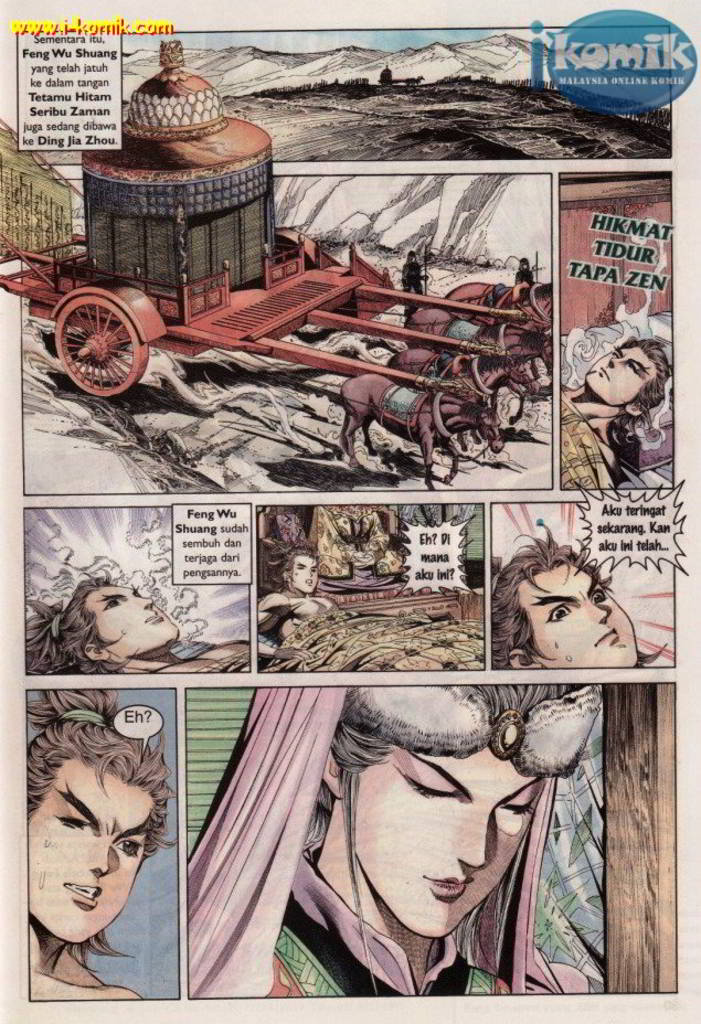 www.i-komik.com
ikomik
MALAYSIA ONLINE KOMIK
Sementara itu,
Feng Wu Shuang
yang telah jatuh
ke dalam tangan
Tetamu Hitam
Seribu Zaman
juga sedang dibawa
ke Ding Jia Zhou.
HIKMAT
TIDUR
TAPA ZEN
Feng Wu
Shuang sudah
sembuh dan
terjaga dari
pengsannya.
Eh? Di
mana
aku ini?
Aku teringat
sekarang. Kan
aku ini telah...
Eh?